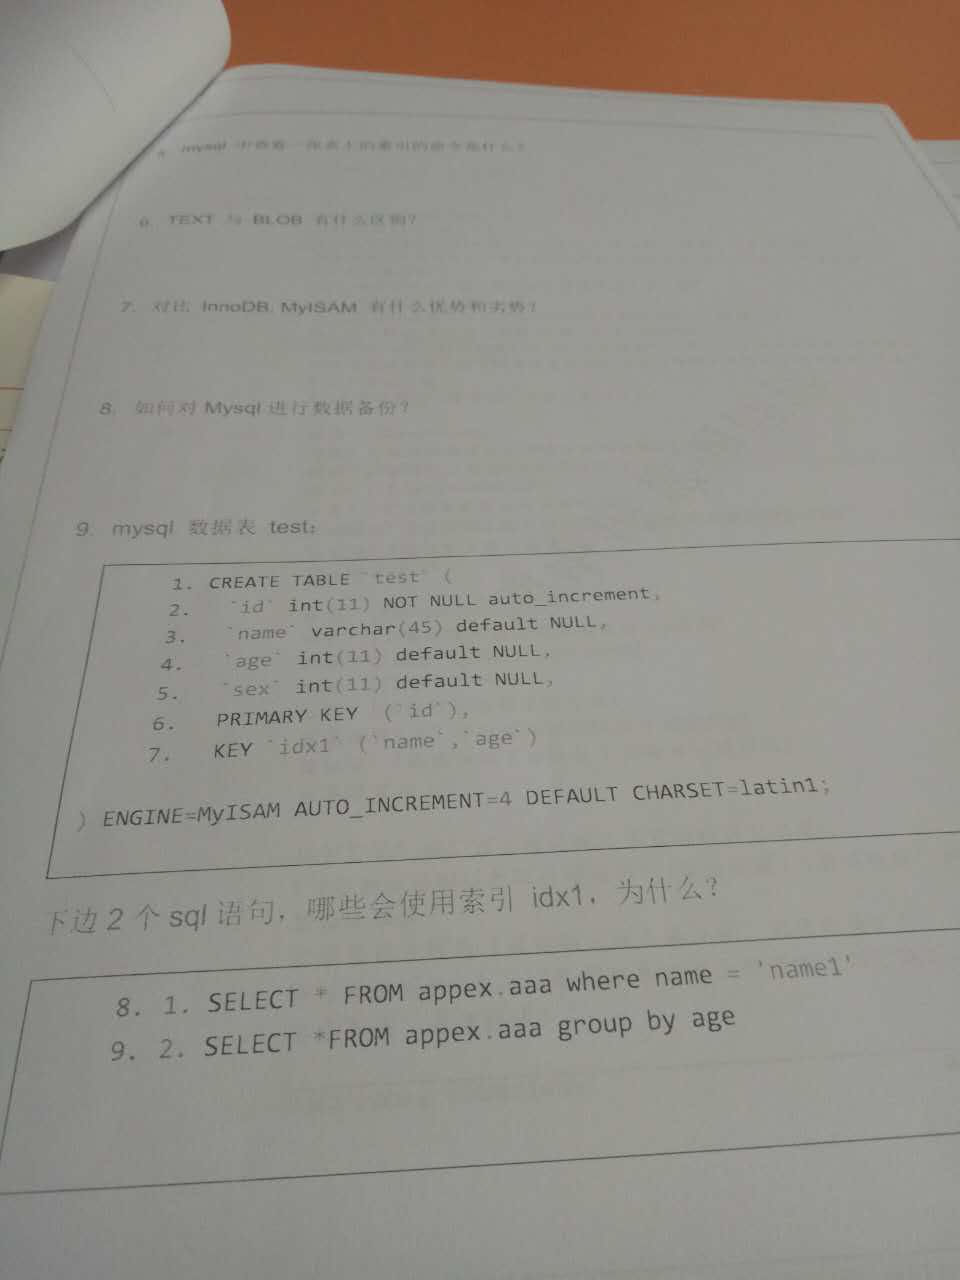 mysql 中查看一张表上的索引的命令是什么？
6. TEXT 与 BLOB 有什么区别？
7. 对比 InnoDB, MyISAM 有什么优势和劣势？
8. 如何对 Mysql 进行数据备份？
9. mysql 数据表 test：
1. CREATE TABLE `test` (
2. `id` int(11) NOT NULL auto_increment,
3. `name` varchar(45) default NULL,
4. `age` int(11) default NULL,
5. `sex` int(11) default NULL,
6. PRIMARY KEY (`id`),
7. KEY `idx1` (`name`,`age`)
) ENGINE=MyISAM AUTO_INCREMENT=4 DEFAULT CHARSET=latin1;
下边 2 个 sql 语句，哪些会使用索引 idx1，为什么？
8. 1. SELECT * FROM appex.aaa where name = 'name1'
9. 2. SELECT *FROM appex.aaa group by age